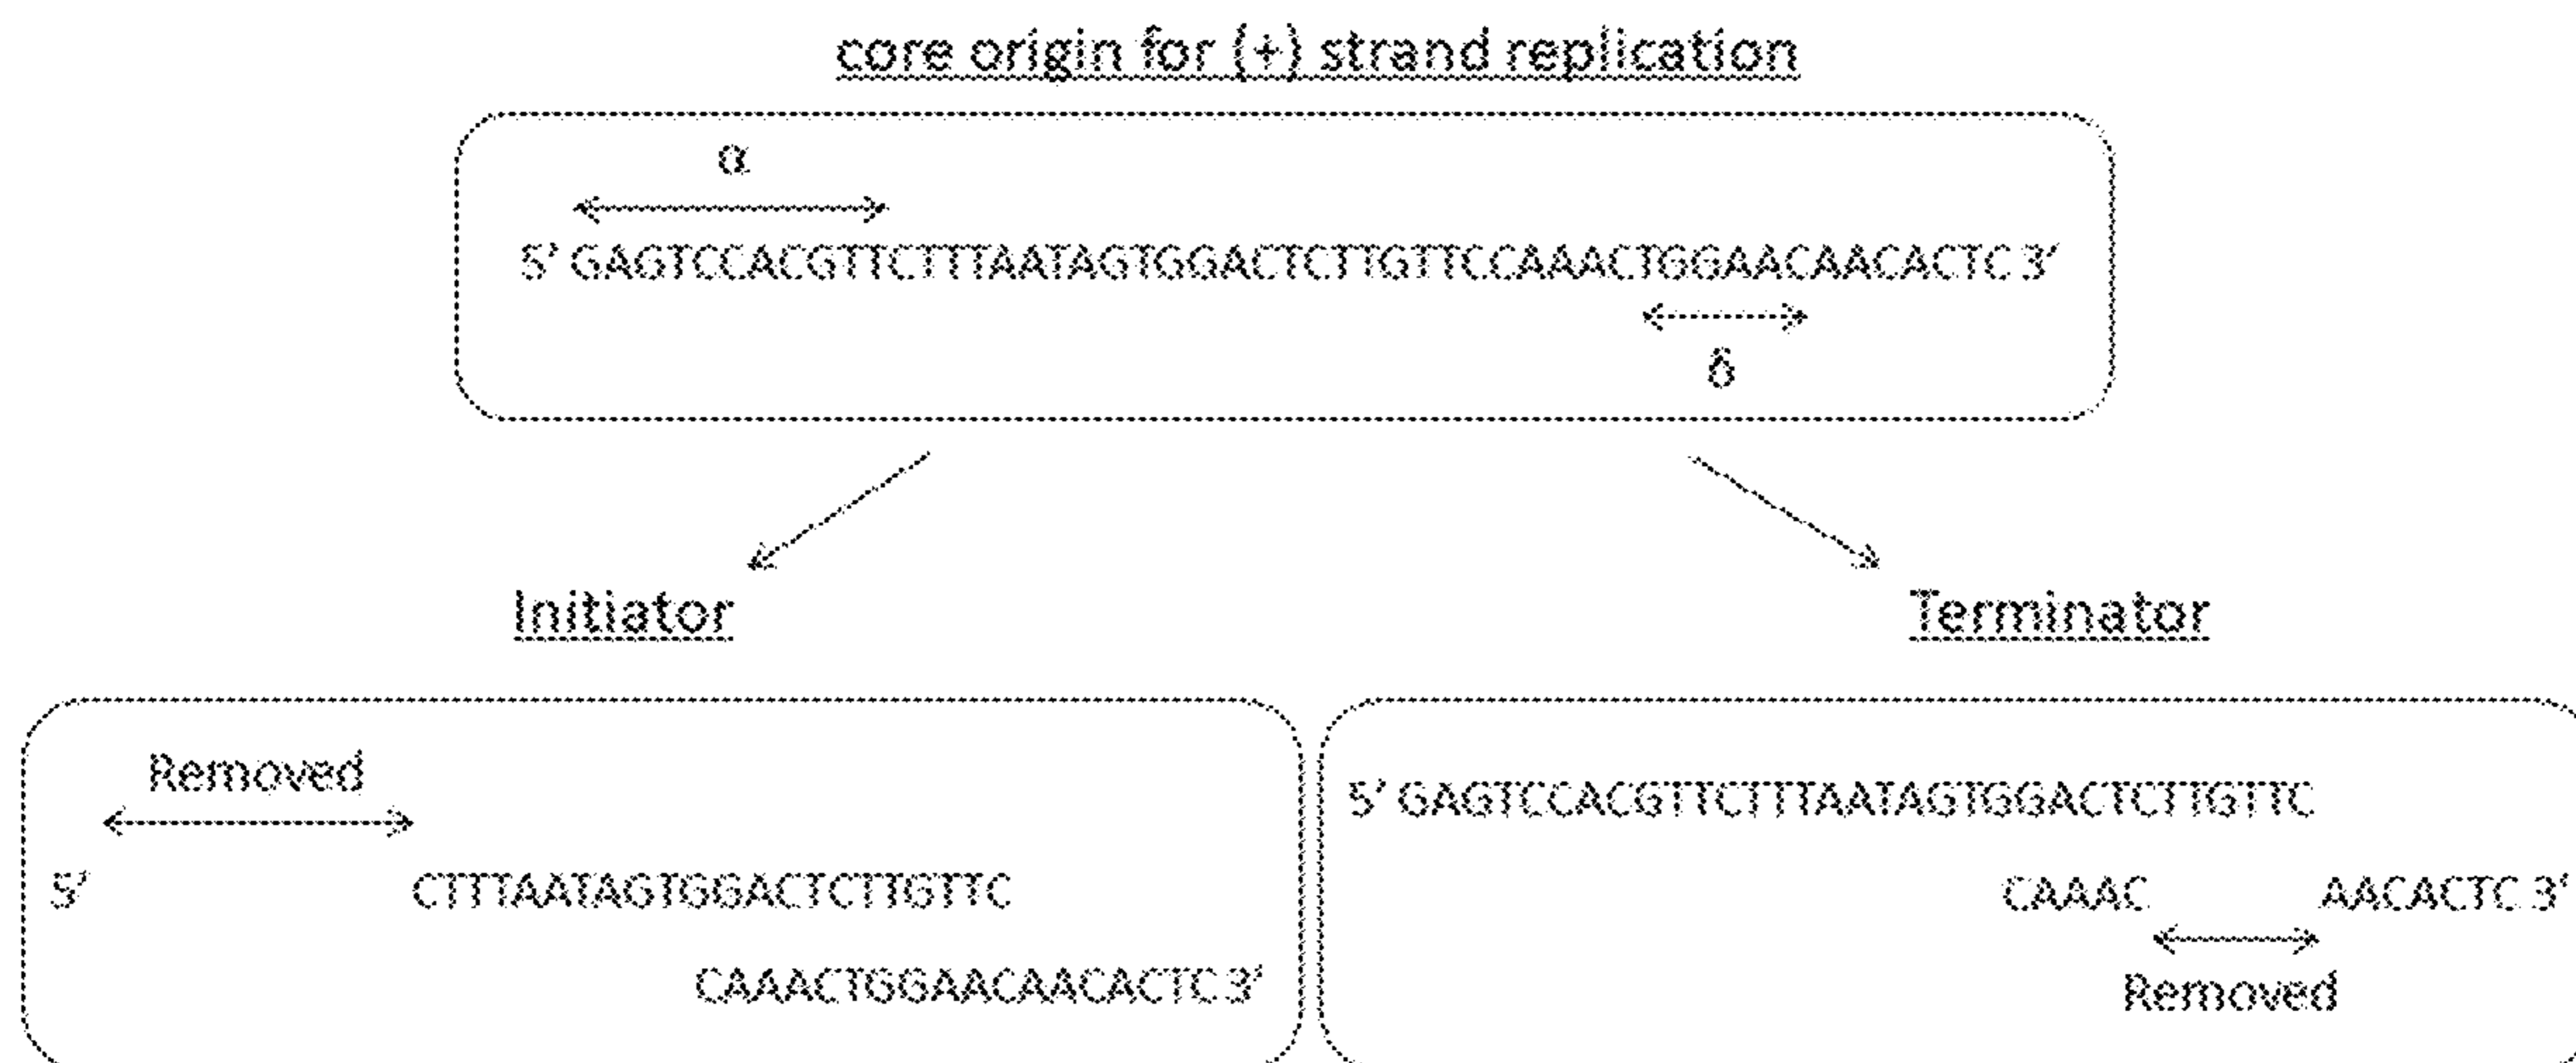 core origin for (+) strand replication
α
5’ GAGTCCACGTTCTTTAATAGTGGACTCTTGTTCCAAACTGGAACAACACTC 3’
δ
Initiator
Terminator
Removed
5’
CTTTAATAGTGGACTCTTGTTC
CAAACTGGAACAACACTC 3’
5’ GAGTCCACGTTCTTTAATAGTGGACTCTTGTTC
CAAAC AACACTC 3’
Removed